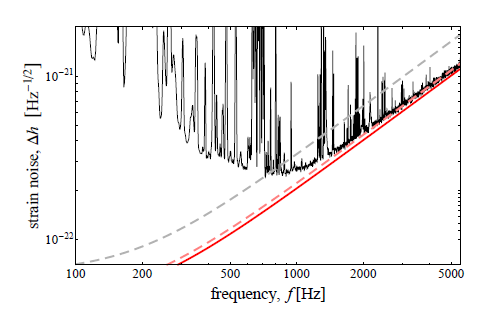 strain noise, Δh [Hz^{-1/2}]
10^{-21}
10^{-22}
100 200 500 1000 2000 5000
frequency, f [Hz]